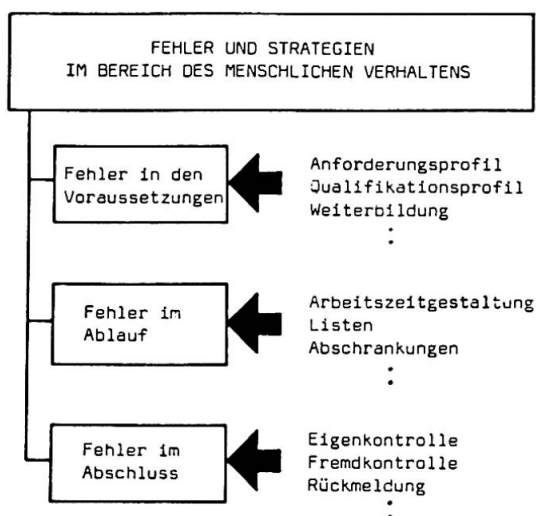 FEHLER UND STRATEGIEN
IM BEREICH DES MENSCHLICHEN VERHALTENS
Fehler in den
Voraussetzungen
Anforderungsprofil
Qualifikationsprofil
Weiterbildung
:
Fehler im
Ablauf
Arbeitszeitgestaltung
Listen
Abschrankungen
:
Fehler im
Abschluss
Eigenkontrolle
Fremdkontrolle
Rückmeldung
: